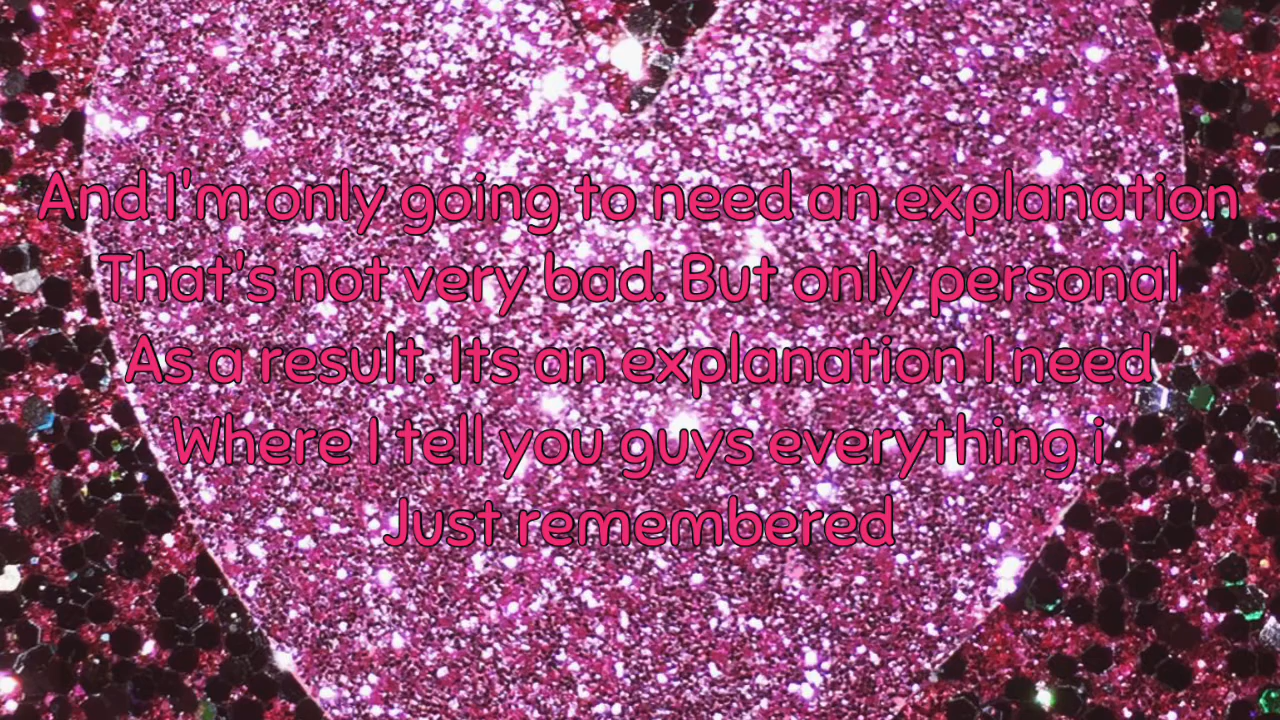 And I'm only going to need an explanation
That's not very bad. But only personal
As a result. Its an explanation I need
Where I tell you guys everything i
Just remembered